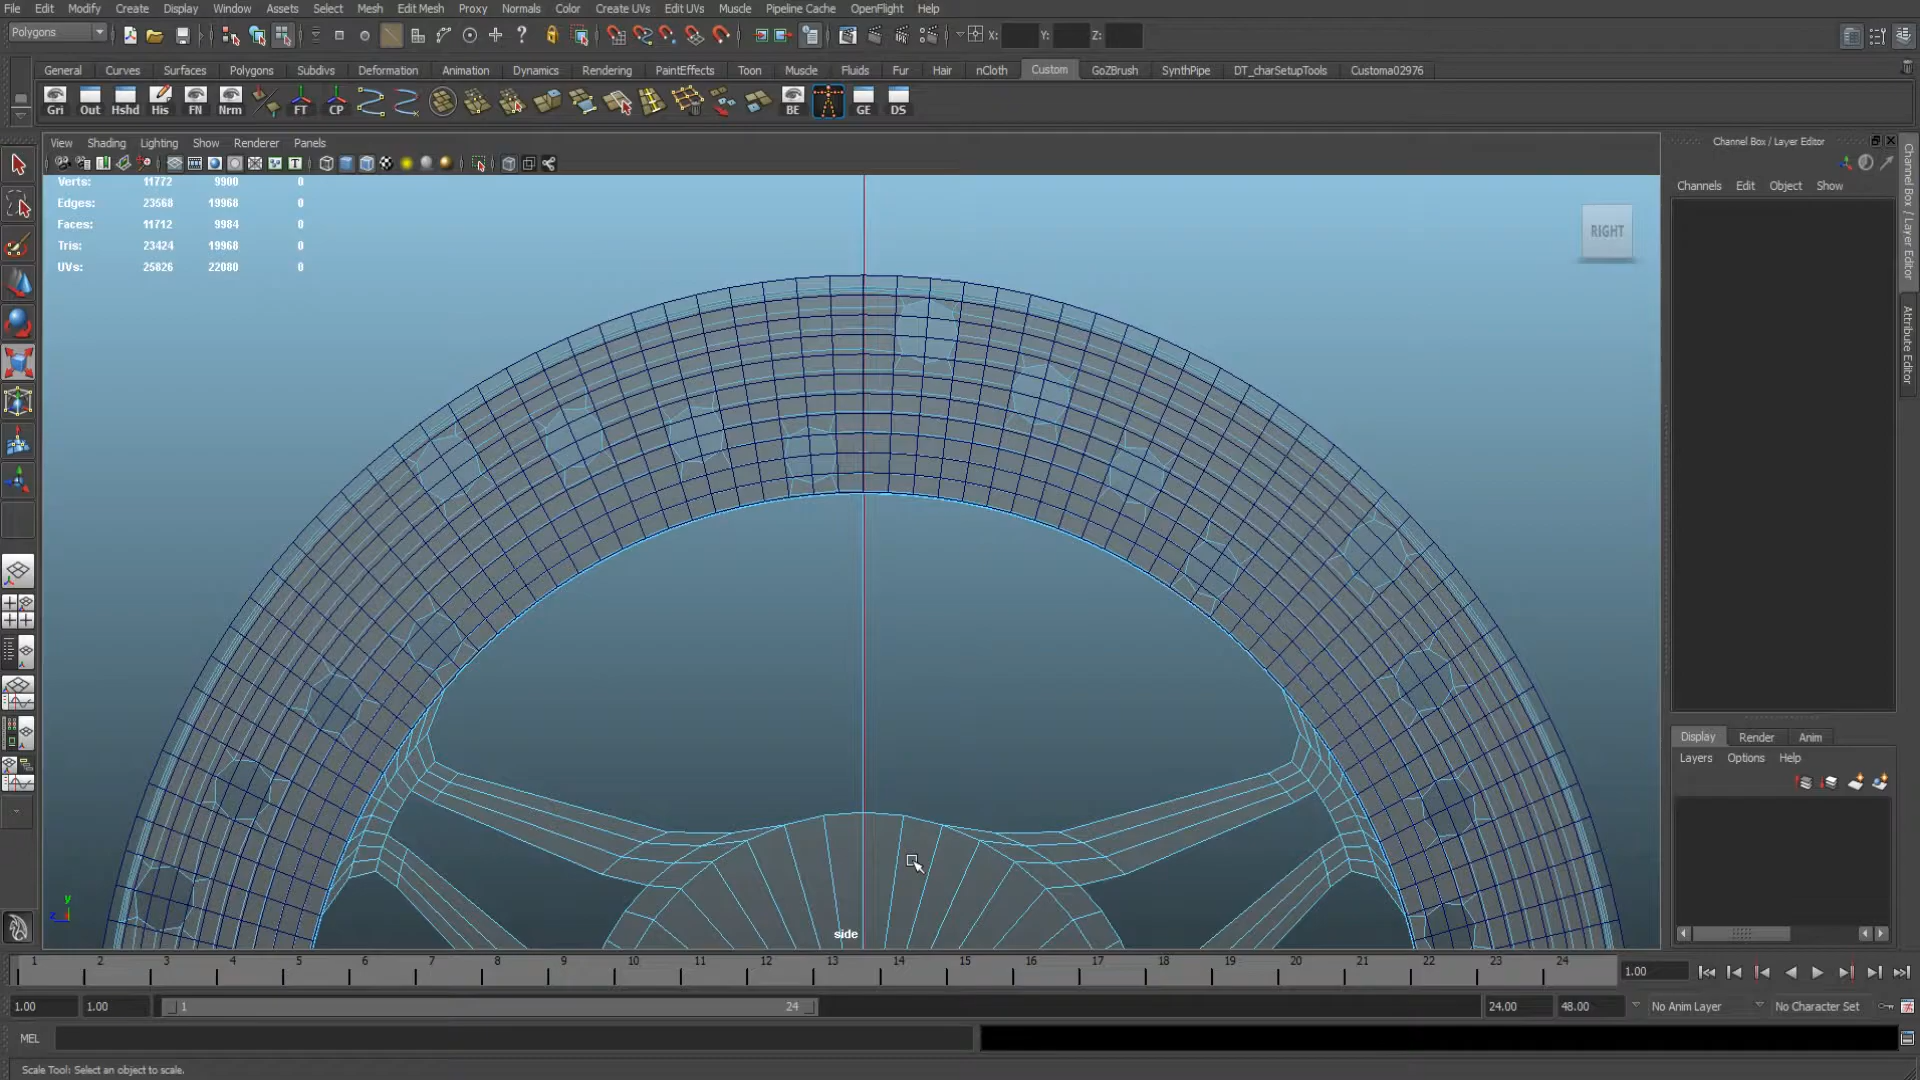 File Edit Modify Create Display Window Assets Select Mesh Edit Mesh Proxy Normals Color Create UVs Edit UVs Muscle Pipeline Cache OpenFlight Help
Polygons X: Y: Z:
General Curves Surfaces Polygons Subdivs Deformation Animation Dynamics Rendering PaintEffects Toon Muscle Fluids Fur Hair nCloth Custom GoZBrush SynthPipe DT_charSetupTools Customa02976
Gri Out Hshd His FN Nrm FT CP BE GE DS
View Shading Lighting Show Renderer Panels
Channel Box / Layer Editor
Channels Edit Object Show
Verts: 11772 9900 0
Edges: 23568 19968 0
Faces: 11712 9984 0
Tris: 23424 19968 0
UVs: 25826 22080 0
RIGHT
Channel Box / Layer Editor
Attribute Editor
Display Render Anim
Layers Options Help
y
z
side
1 2 3 4 5 6 7 8 9 10 11 12 13 14 15 16 17 18 19 20 21 22 23 24 1.00
1.00 1.00 1 24 24.00 48.00 No Anim Layer No Character Set
MEL
Scale Tool: Select an object to scale.